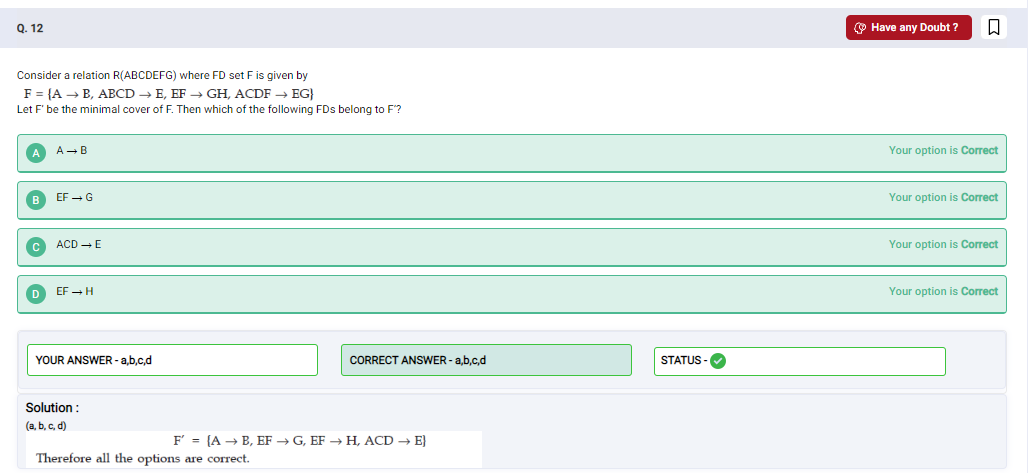 Q. 12
Have any Doubt ?
Consider a relation R(ABCDEFG) where FD set F is given by
F = {A → B, ABCD → E, EF → GH, ACDF → EG}
Let F' be the minimal cover of F. Then which of the following FDs belong to F'?
A A → B Your option is Correct
B EF → G Your option is Correct
C ACD → E Your option is Correct
D EF → H Your option is Correct
YOUR ANSWER - a,b,c,d CORRECT ANSWER - a,b,c,d STATUS -
Solution :
(a, b, c, d)
F' = {A → B, EF → G, EF → H, ACD → E}
Therefore all the options are correct.